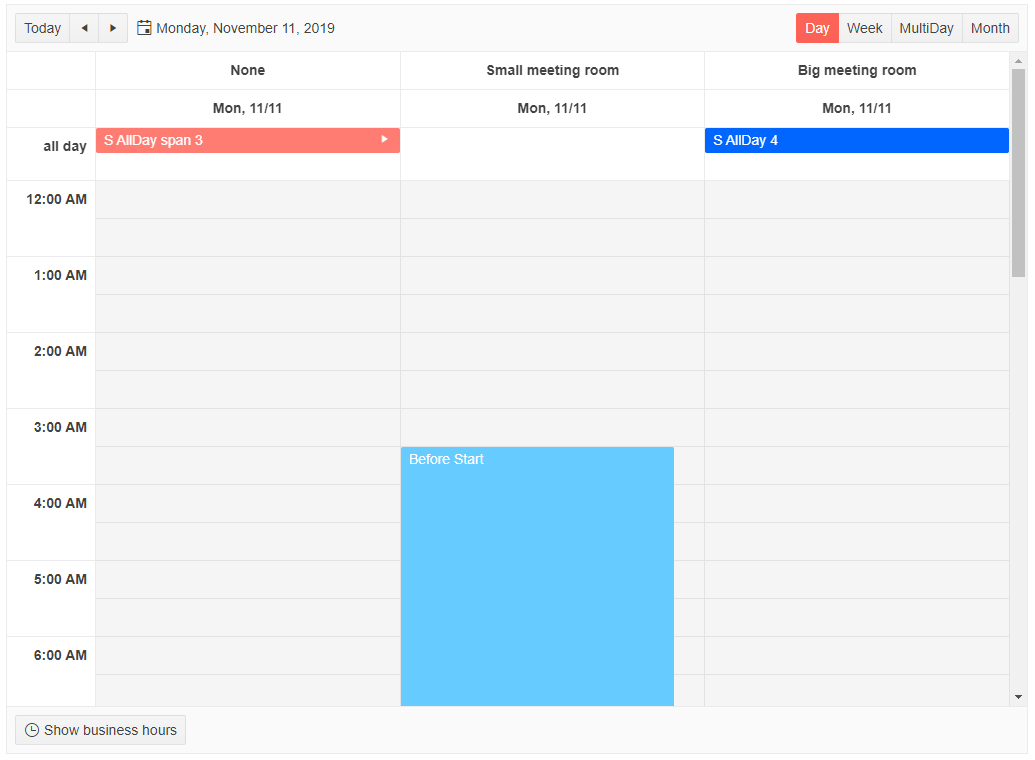 Today Monday, November 11, 2019 Day Week MultiDay Month
None Small meeting room Big meeting room
Mon, 11/11 Mon, 11/11 Mon, 11/11
all day S AllDay span 3 S AllDay 4
12:00 AM
1:00 AM
2:00 AM
3:00 AM
Before Start
4:00 AM
5:00 AM
6:00 AM
Show business hours